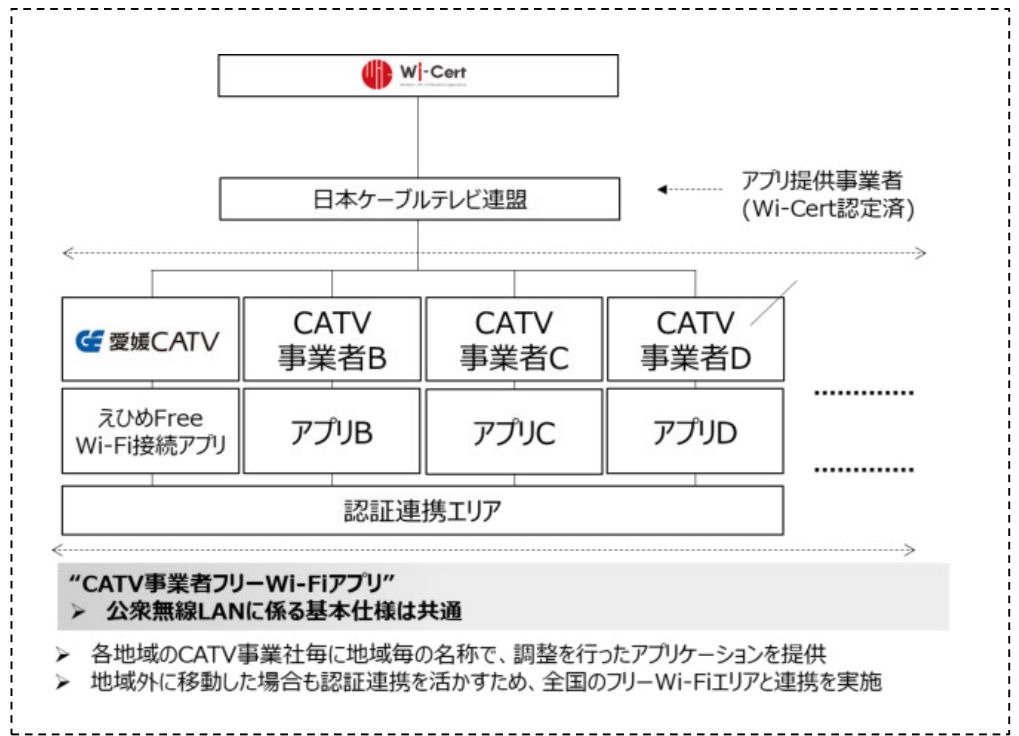 Wi-Cert
日本ケーブルテレビ連盟
アプリ提供事業者
(Wi-Cert認定済)
愛媛CATV
CATV
事業者B
CATV
事業者C
CATV
事業者D
えひめFree
Wi-Fi接続アプリ
アプリB
アプリC
アプリD
認証連携エリア
“CATV事業者フリーWi-Fiアプリ”
➤ 公衆無線LANに係る基本仕様は共通
➤ 各地域のCATV事業社毎に地域毎の名称で、調整を行ったアプリケーションを提供
➤ 地域外に移動した場合も認証連携を活かすため、全国のフリーWi-Fiエリアと連携を実施